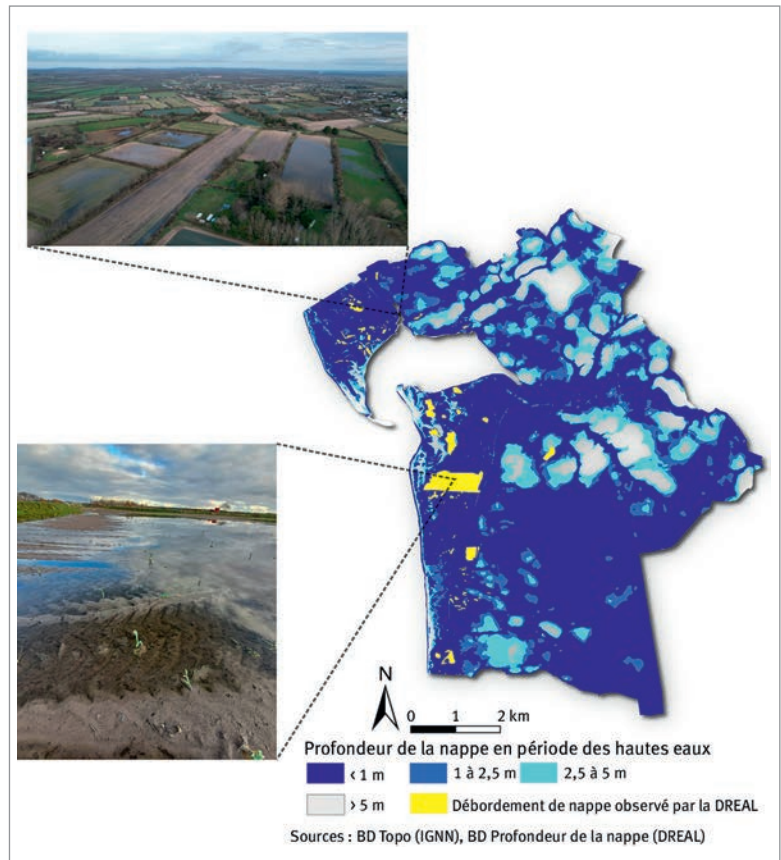 N
0 1 2 km
Profondeur de la nappe en période des hautes eaux
< 1 m 1 à 2,5 m 2,5 à 5 m
> 5 m Débordement de nappe observé par la DREAL
Sources : BD Topo (IGNN), BD Profondeur de la nappe (DREAL)